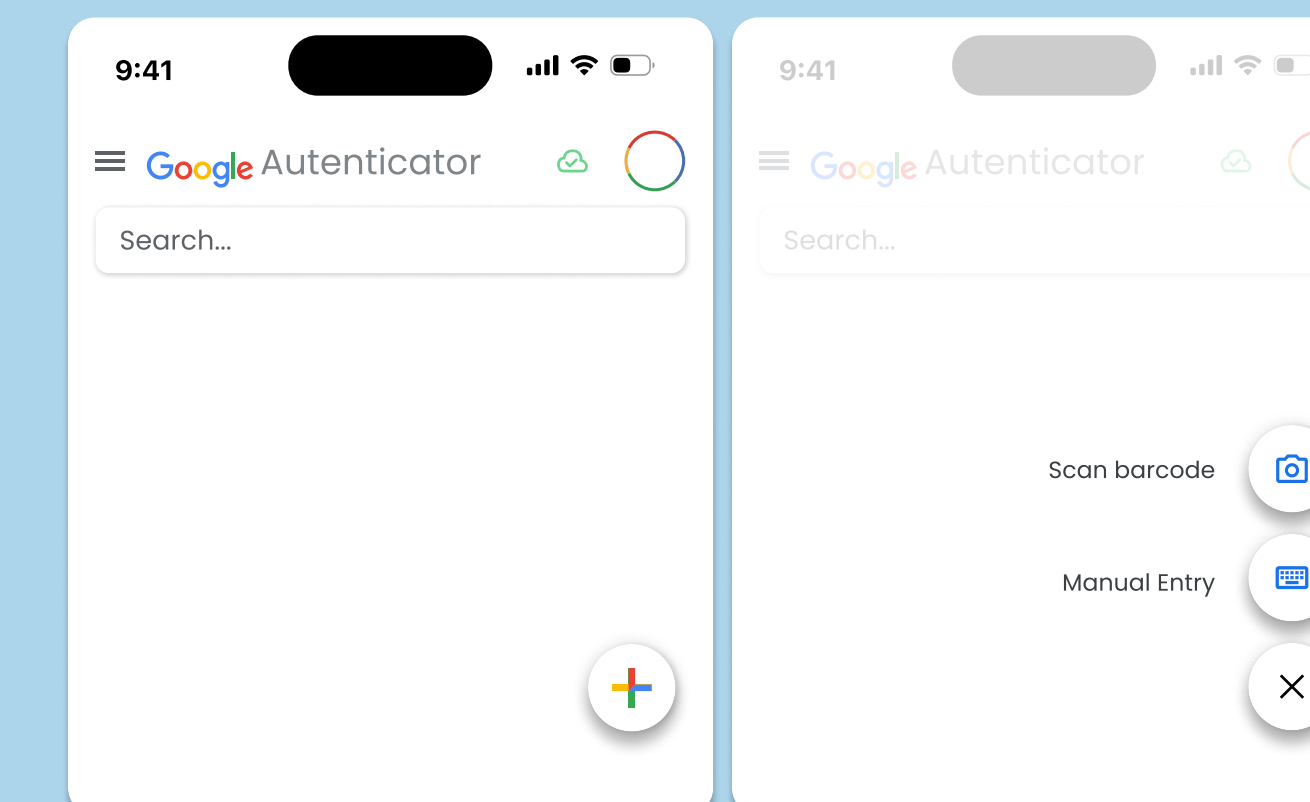 9:41
Google Autenticator
Search...
9:41
Google Autenticator
Search...
Scan barcode
Manual Entry